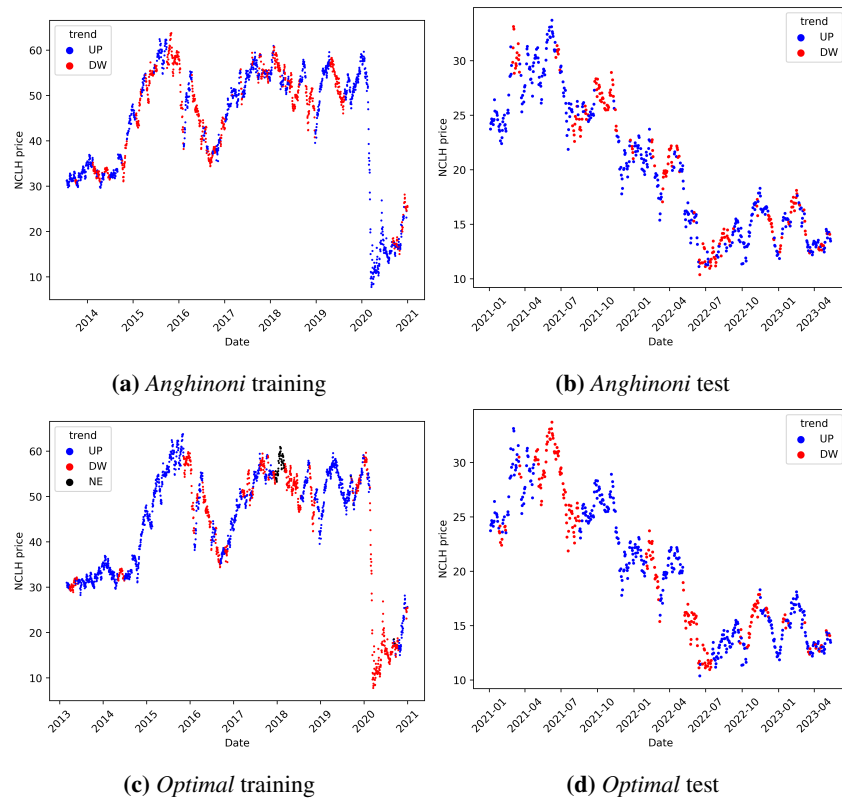 trend
UP
DW
60
50
40
30
20
10
NCLH price
2014
2015
2016
2017
2018
2019
2020
2021
Date
(a) Anghinoni training
trend
UP
DW
30
25
20
15
10
NCLH price
2021-01
2021-04
2021-07
2021-10
2022-01
2022-04
2022-07
2022-10
2023-01
2023-04
Date
(b) Anghinoni test
trend
UP
DW
NE
60
50
40
30
20
10
NCLH price
2013
2014
2015
2016
2017
2018
2019
2020
2021
Date
(c) Optimal training
trend
UP
DW
30
25
20
15
10
NCLH price
2021-01
2021-04
2021-07
2021-10
2022-01
2022-04
2022-07
2022-10
2023-01
2023-04
Date
(d) Optimal test